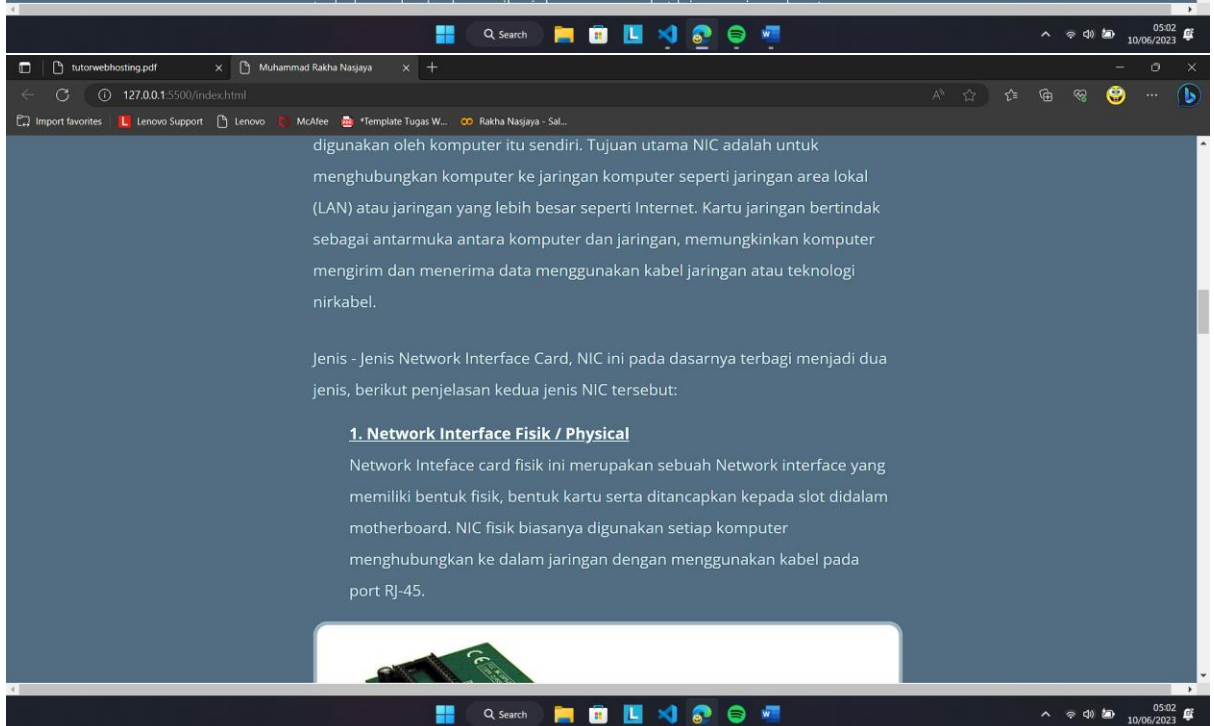 Search
05:02
10/06/2023
tutorwebhosting.pdf
Muhammad Rakha Nasjaya
127.0.0.1:5500/index.html
Import favorites
L
Lenovo Support
Lenovo
McAfee
*Template Tugas W...
Rakha Nasjaya - Sal...
digunakan oleh komputer itu sendiri. Tujuan utama NIC adalah untuk
menghubungkan komputer ke jaringan komputer seperti jaringan area lokal
(LAN) atau jaringan yang lebih besar seperti Internet. Kartu jaringan bertindak
sebagai antarmuka antara komputer dan jaringan, memungkinkan komputer
mengirim dan menerima data menggunakan kabel jaringan atau teknologi
nirkabel.
Jenis - Jenis Network Interface Card, NIC ini pada dasarnya terbagi menjadi dua
jenis, berikut penjelasan kedua jenis NIC tersebut:
1. Network Interface Fisik / Physical
Network Inteface card fisik ini merupakan sebuah Network interface yang
memiliki bentuk fisik, bentuk kartu serta ditancapkan kepada slot didalam
motherboard. NIC fisik biasanya digunakan setiap komputer
menghubungkan ke dalam jaringan dengan menggunakan kabel pada
port RJ-45.
CE
Search
05:02
10/06/2023